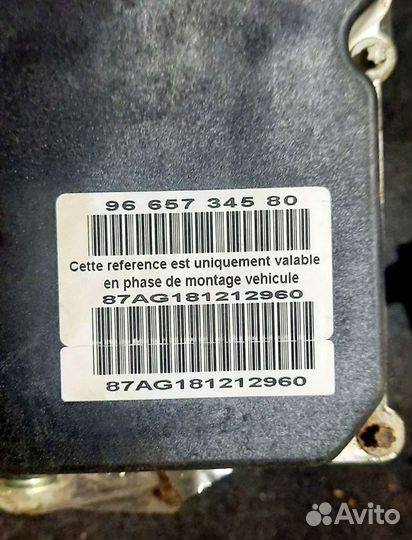 96 657 345 80
Cette reference est uniquement valable
en phase de montage vehicule
87AG181212960
87AG181212960
Avito